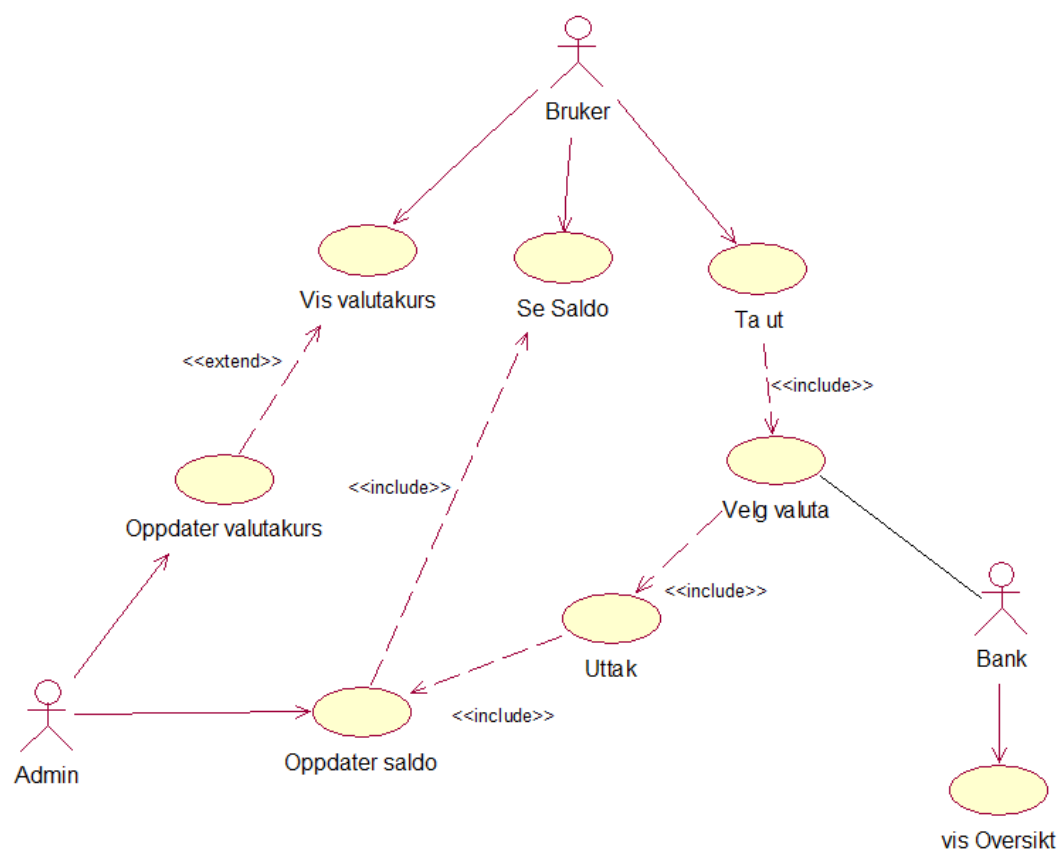 Bruker
Vis valutakurs
Se Saldo
Ta ut
<<extend>>
<<include>>
<<include>>
Velg valuta
Oppdater valutakurs
<<include>>
Uttak
Bank
<<include>>
Oppdater saldo
Admin
vis Oversikt